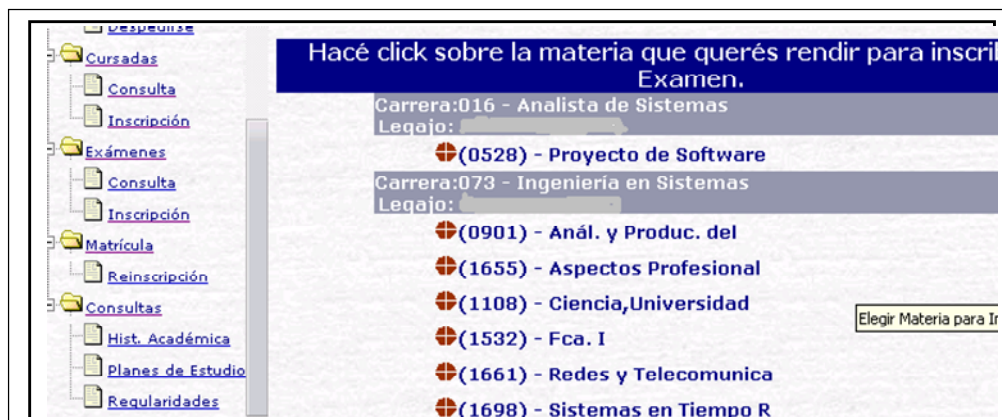 Despedirse
Cursadas
Consulta
Inscripción
Exámenes
Consulta
Inscripción
Matrícula
Reinscripción
Consultas
Hist. Académica
Planes de Estudio
Regularidades
Hacé click sobre la materia que querés rendir para inscri
Examen.
Carrera:016 - Analista de Sistemas
Legajo:
(0528) - Proyecto de Software
Carrera:073 - Ingeniería en Sistemas
Legajo:
(0901) - Anál. y Produc. del
(1655) - Aspectos Profesional
(1108) - Ciencia,Universidad
(1532) - Fca. I
(1661) - Redes y Telecomunica
(1698) - Sistemas en Tiempo R
Elegir Materia para In